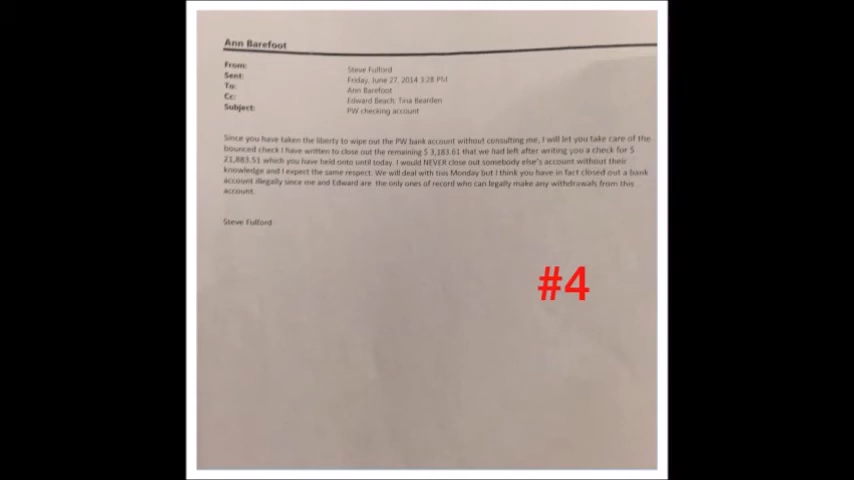 Ann Barefoot
From: Steve Fulford
Sent: Friday, June 27, 2014 3:28 PM
To: Ann Barefoot
Cc: Edward Beach; Tina Bearden
Subject: PW checking account
Since you have taken the liberty to wipe out the PW bank account without consulting me, I will let you take care of the
bounced check I have written to close out the remaining $ 3,183.61 that we had left after writing you a check for $
21,883.51 which you have held onto until today. I would NEVER close out somebody else's account without their
knowledge and I expect the same respect. We will deal with this Monday but I think you have in fact closed out a bank
account illegally since me and Edward are the only ones of record who can legally make any withdrawals from this
account.
Steve Fulford
#4